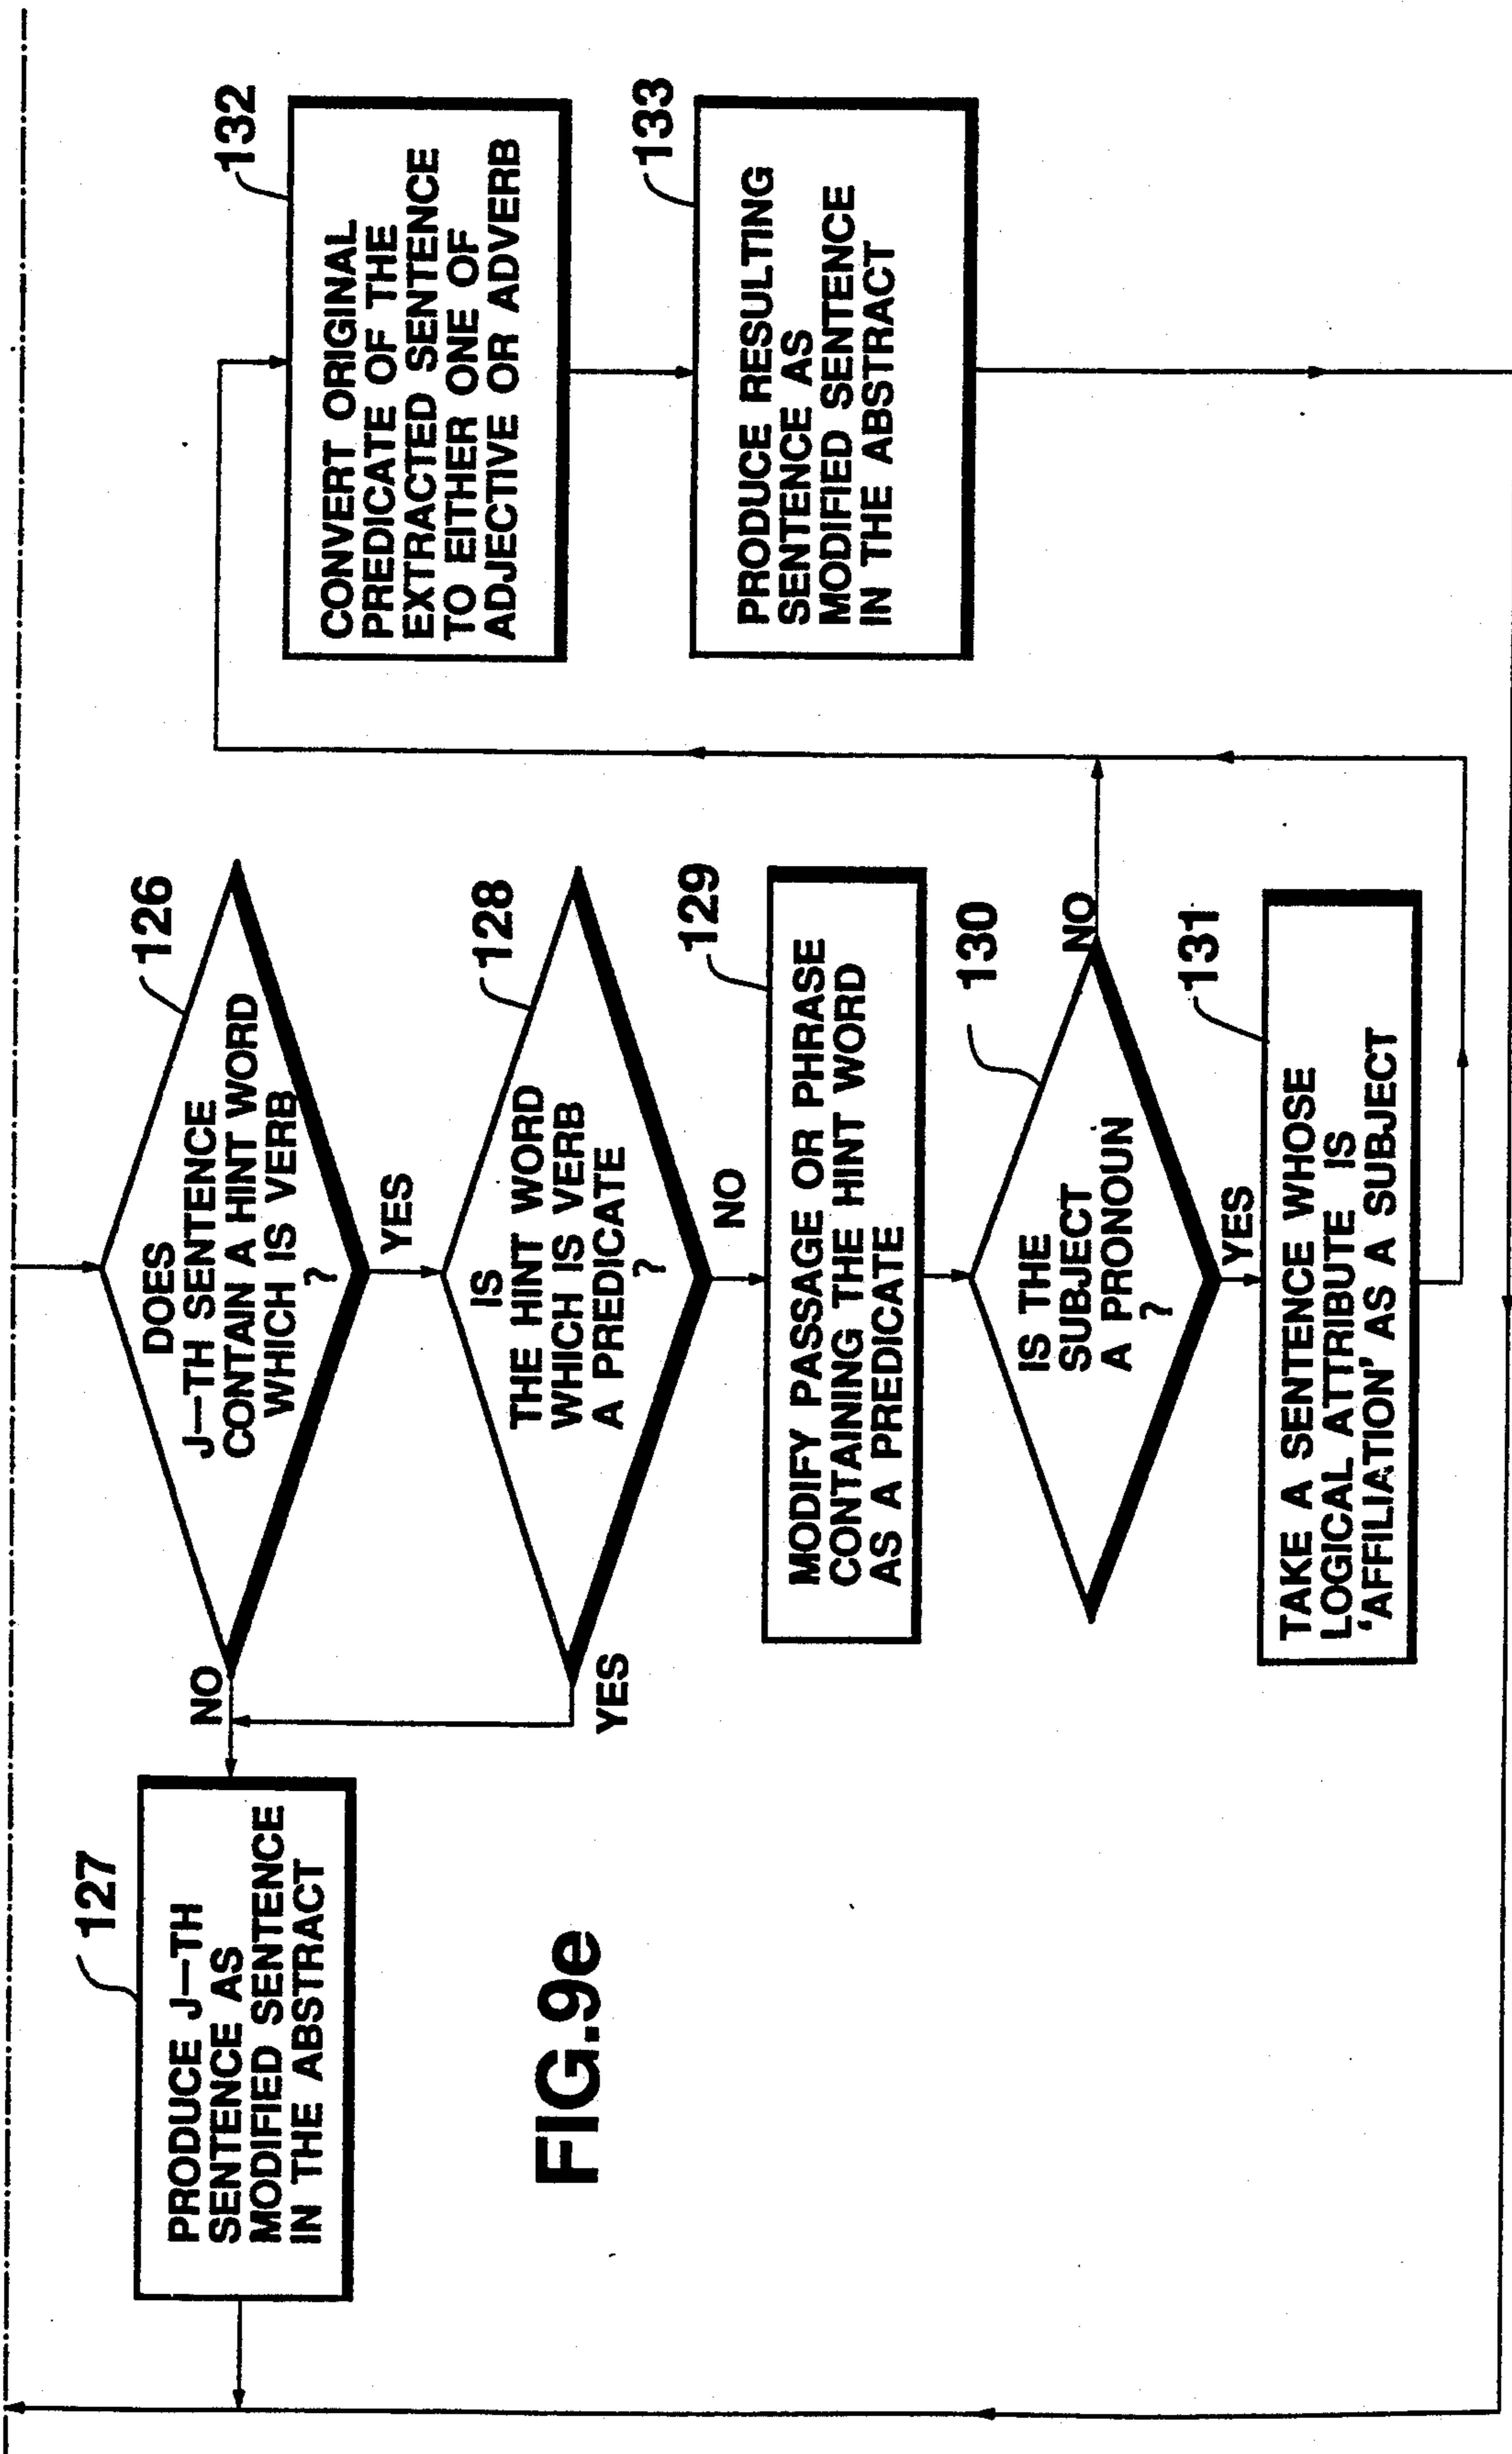 127
PRODUCE J-TH
SENTENCE AS
MODIFIED SENTENCE
IN THE ABSTRACT
126
DOES
J-TH SENTENCE
CONTAIN A HINT WORD
WHICH IS VERB
?
NO
YES
128
IS
THE HINT WORD
WHICH IS VERB
A PREDICATE
?
YES
NO
129
MODIFY PASSAGE OR PHRASE
CONTAINING THE HINT WORD
AS A PREDICATE
130
IS THE
SUBJECT
A PRONOUN
?
NO
YES
131
TAKE A SENTENCE WHOSE
LOGICAL ATTRIBUTE IS
'AFFILIATION' AS A SUBJECT
132
CONVERT ORIGINAL
PREDICATE OF THE
EXTRACTED SENTENCE
TO EITHER ONE OF
ADJECTIVE OR ADVERB
133
PRODUCE RESULTING
SENTENCE AS
MODIFIED SENTENCE
IN THE ABSTRACT
FIG.9e